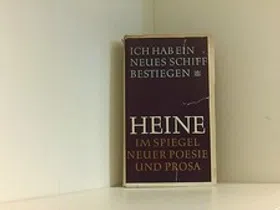 ICH HAB EIN
NEUES SCHIFF
BESTIEGEN
HEINE
IM SPIEGEL
NEUER POESIE
UND PROSA